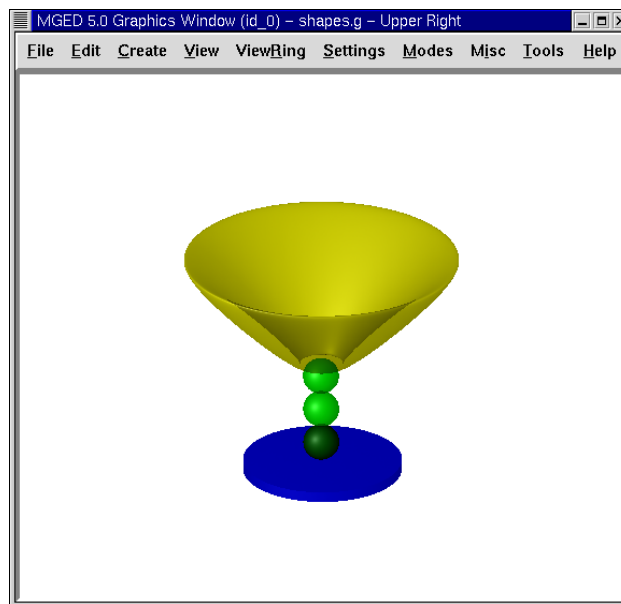 MGED 5.0 Graphics Window (id_0) – shapes.g – Upper Right
File Edit Create View ViewRing Settings Modes Misc Tools Help